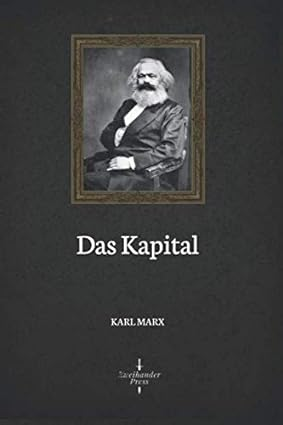 Das Kapital
KARL MARX
Zweihander
Press